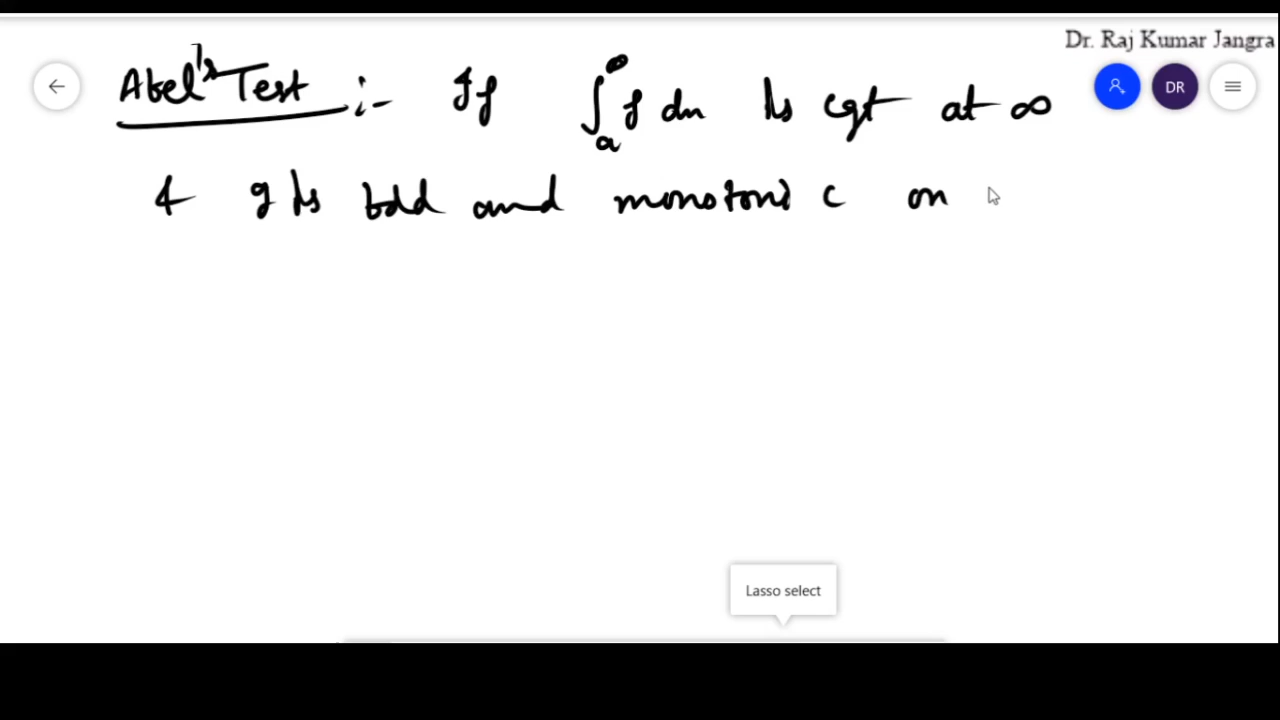 Dr. Raj Kumar Jangra
DR
Abel's Test :- If ∫_a^∞ f dx is cgt at ∞
& g is bdd and monotonic on
Lasso select